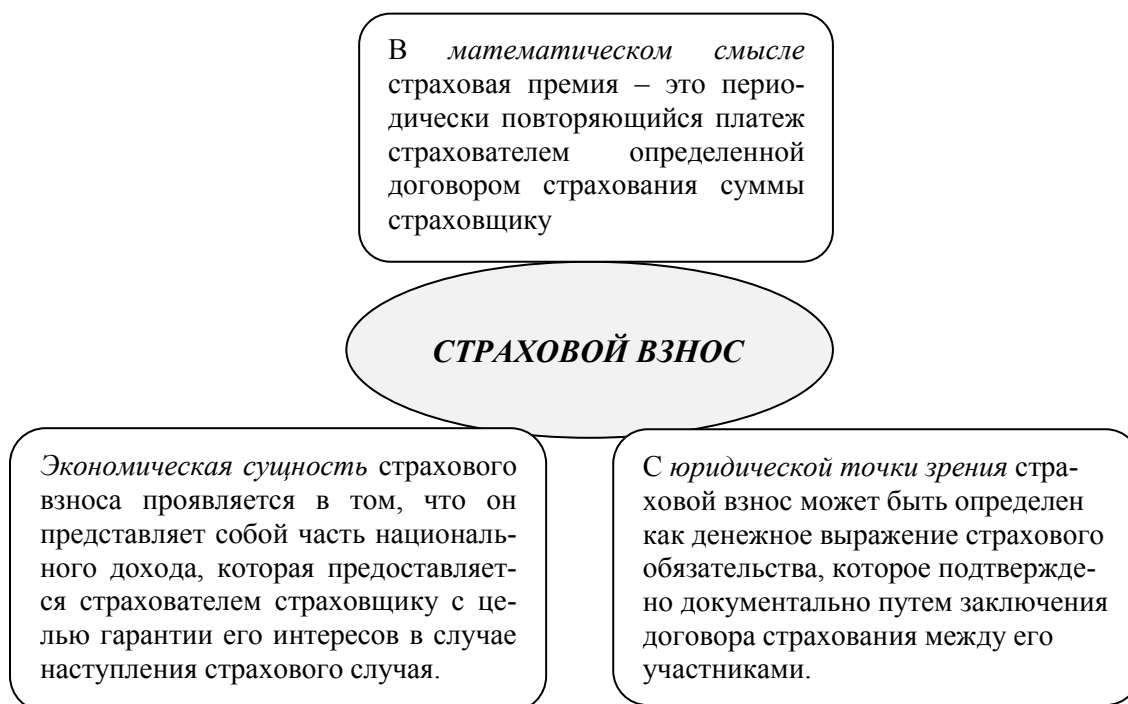 В математическом смысле
страховая премия – это перио-
дически повторяющийся платеж
страхователем определенной
договором страхования суммы
страховщику
СТРАХОВОЙ ВЗНОС
Экономическая сущность страхового
взноса проявляется в том, что он
представляет собой часть националь-
ного дохода, которая предоставляет-
ся страхователем страховщику с це-
лью гарантии его интересов в случае
наступления страхового случая.
С юридической точки зрения стра-
ховой взнос может быть определен
как денежное выражение страхового
обязательства, которое подтвержде-
но документально путем заключения
договора страхования между его
участниками.